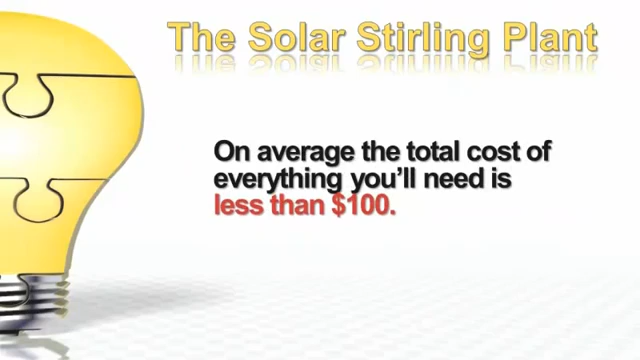 The Solar Stirling Plant
On average the total cost of
everything you'll need is
less than $100.